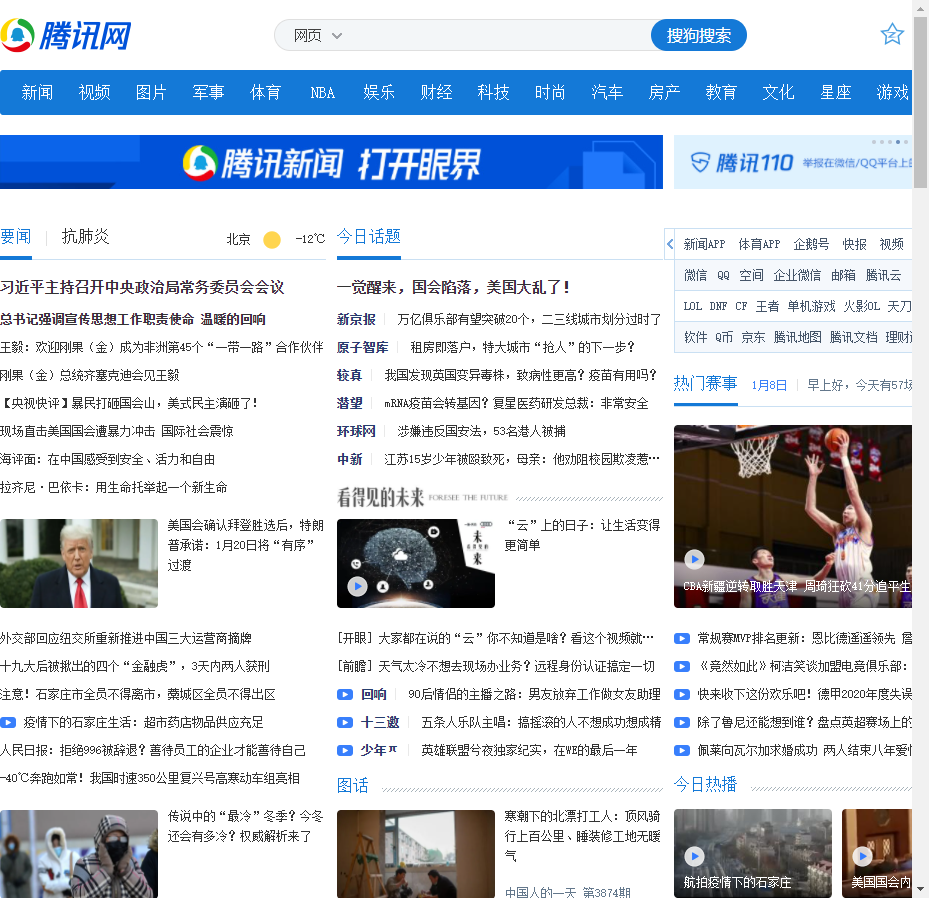 腾讯网
网页
搜狗搜索
新闻 视频 图片 军事 体育 NBA 娱乐 财经 科技 时尚 汽车 房产 教育 文化 星座 游戏
腾讯新闻 打开眼界
腾讯110 举报在微信/QQ平台上
要闻
抗肺炎
北京 -12℃
习近平主持召开中央政治局常务委员会会议
总书记强调宣传思想工作职责使命 温暖的回响
王毅：欢迎刚果（金）成为非洲第45个“一带一路”合作伙伴
刚果（金）总统齐塞克迪会见王毅
【央视快评】暴民打砸国会山，美式民主演砸了！
现场直击美国国会遭暴力冲击 国际社会震惊
海评面：在中国感受到安全、活力和自由
拉齐尼·巴依卡：用生命托举起一个新生命
美国会确认拜登胜选后，特朗
普承诺：1月20日将“有序”
过渡
外交部回应纽交所重新推进中国三大运营商摘牌
十九大后被揪出的四个“金融虎”，3天内两人获刑
注意！石家庄市全员不得离市，藁城区全员不得出区
疫情下的石家庄生活：超市药店物品供应充足
人民日报：拒绝996被辞退？善待员工的企业才能善待自己
-40℃奔跑如常！我国时速350公里复兴号高寒动车组亮相
传说中的“最冷”冬季？今冬
还会有多冷？权威解析来了
今日话题
一觉醒来，国会陷落，美国大乱了！
新京报 万亿俱乐部有望突破20个，二三线城市划分过时了
原子智库 租房即落户，特大城市“抢人”的下一步？
较真 我国发现英国变异毒株，致病性更高？疫苗有用吗？
潜望 mRNA疫苗会转基因？复星医药研发总裁：非常安全
环球网 涉嫌违反国安法，53名港人被捕
中新 江苏15岁少年被殴致死，母亲：他劝阻校园欺凌惹…
看得见的未来 FORESEE THE FUTURE
未来
“云”上的日子：让生活变得
更简单
[开眼] 大家都在说的“云”你不知道是啥？看这个视频就…
[前瞻] 天气太冷不想去现场办业务？远程身份认证搞定一切
回响 90后情侣的主播之路：男友放弃工作做女友助理
十三邀 五条人乐队主唱：搞摇滚的人不想成功想成精
少年π 英雄联盟兮夜独家纪实，在WE的最后一年
图话
寒潮下的北漂打工人：顶风骑
行上百公里、睡装修工地无暖
气
中国人的一天 第3874期
新闻APP 体育APP 企鹅号 快报 视频
微信 QQ 空间 企业微信 邮箱 腾讯云
LOL DNF CF 王者 单机游戏 火影OL 天刀
软件 Q币 京东 腾讯地图 腾讯文档 理财
热门赛事 1月8日 早上好，今天有57场
CBA新疆逆转取胜天津 周琦狂砍41分追平生
常规赛MVP排名更新：恩比德遥遥领先 詹
《竟然如此》柯洁笑谈加盟电竞俱乐部：
快来收下这份欢乐吧！德甲2020年度失误
除了鲁尼还能想到谁？盘点英超赛场上的
佩莱向瓦尔加求婚成功 两人结束八年爱情
今日热播
航拍疫情下的石家庄
美国国会内